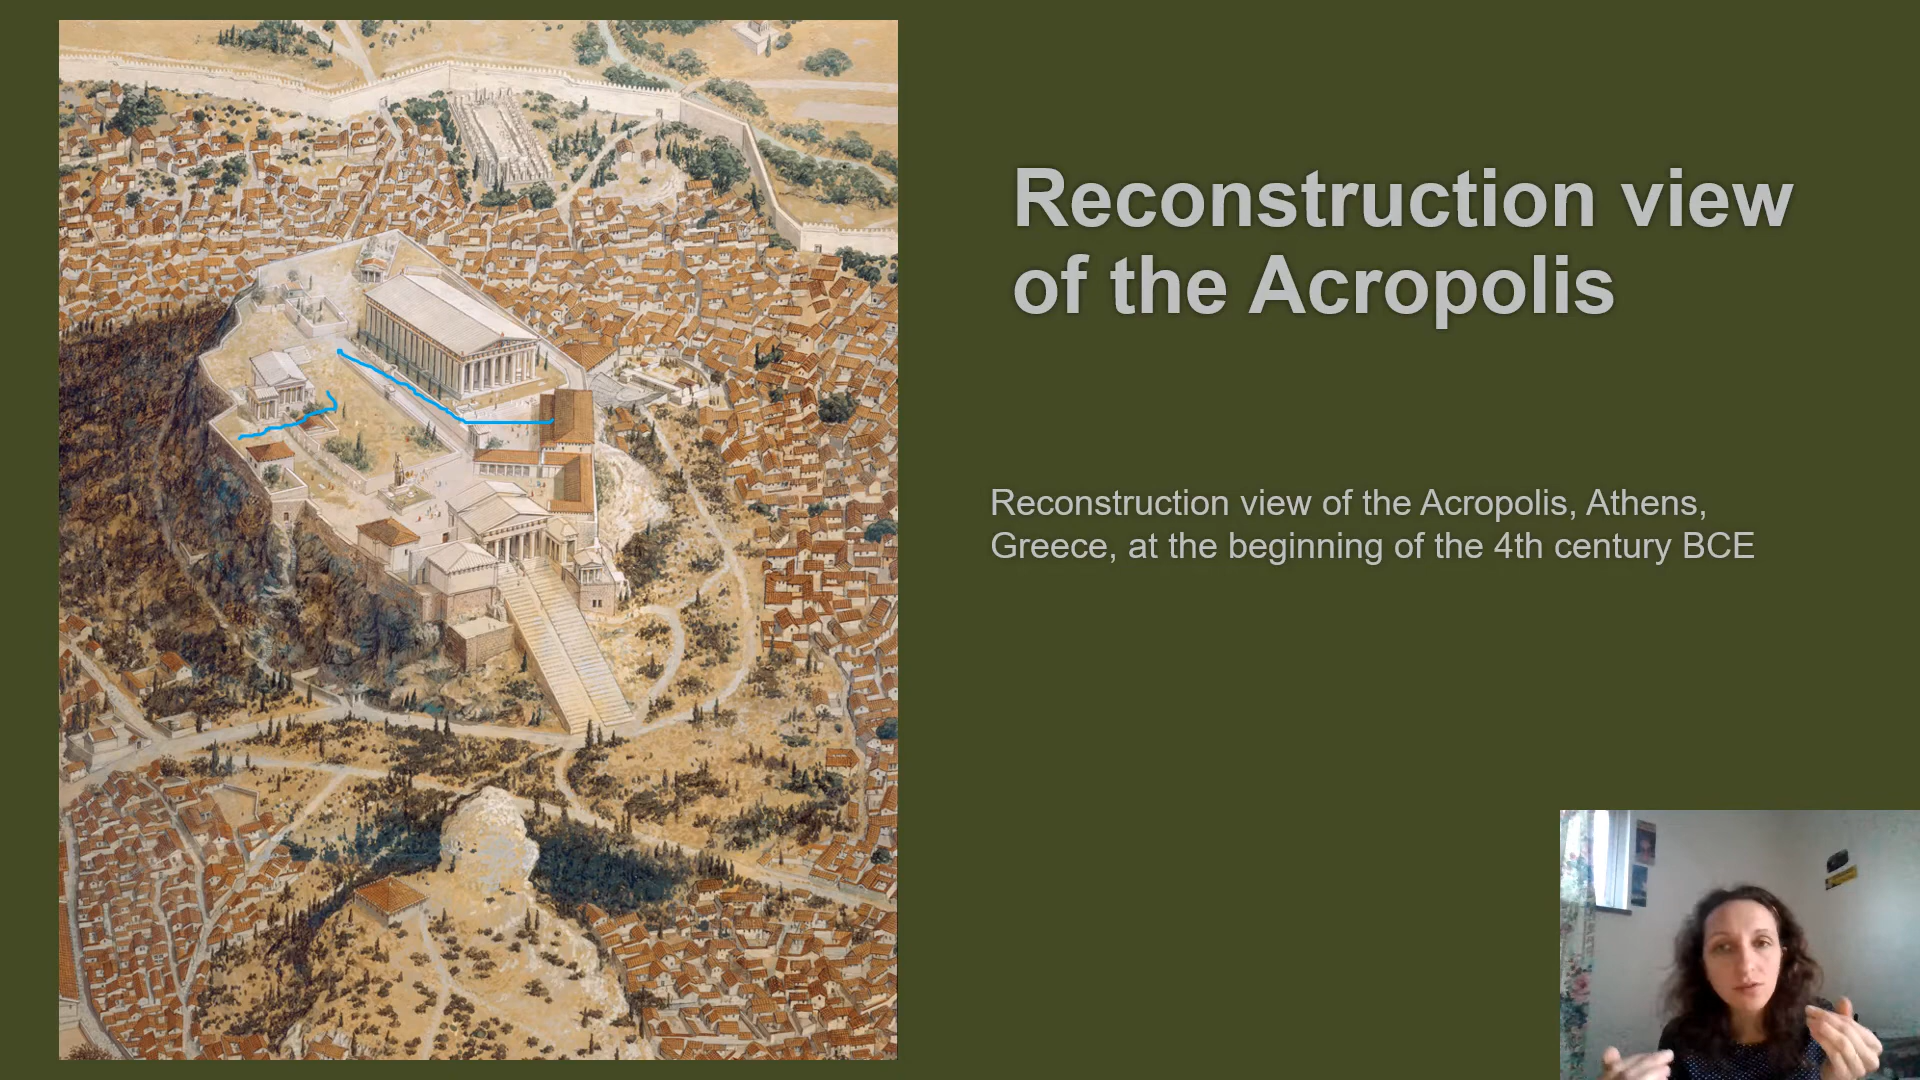 Reconstruction view
of the Acropolis
Reconstruction view of the Acropolis, Athens,
Greece, at the beginning of the 4th century BCE